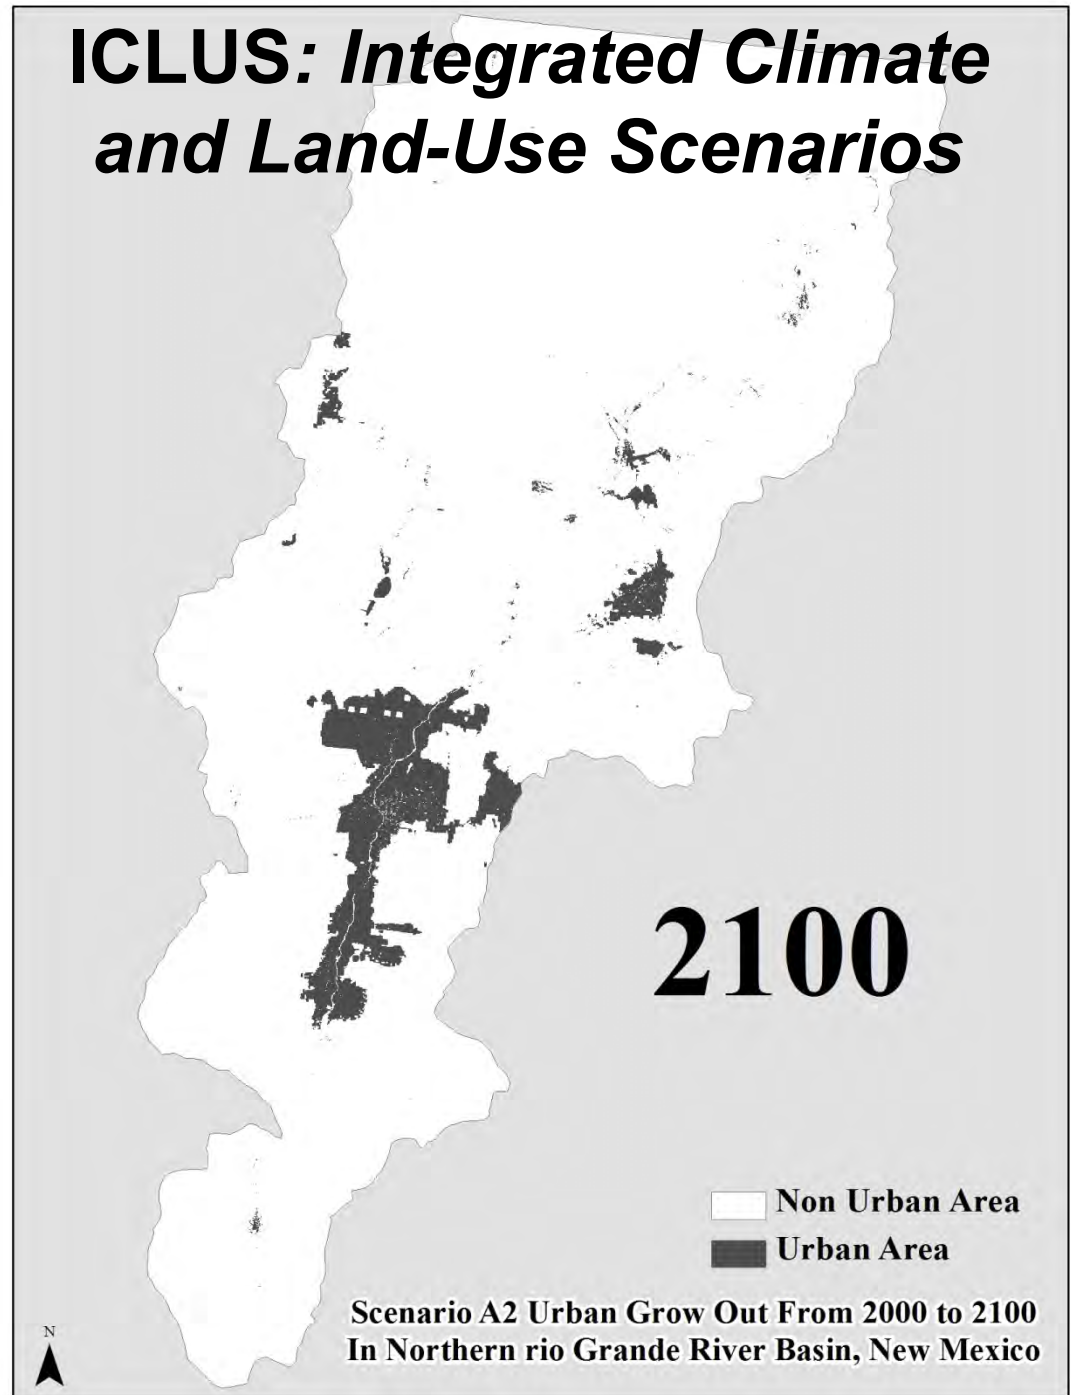 ICLUS: Integrated Climate
and Land-Use Scenarios
2100
Non Urban Area
Urban Area
Scenario A2 Urban Grow Out From 2000 to 2100
In Northern rio Grande River Basin, New Mexico
N